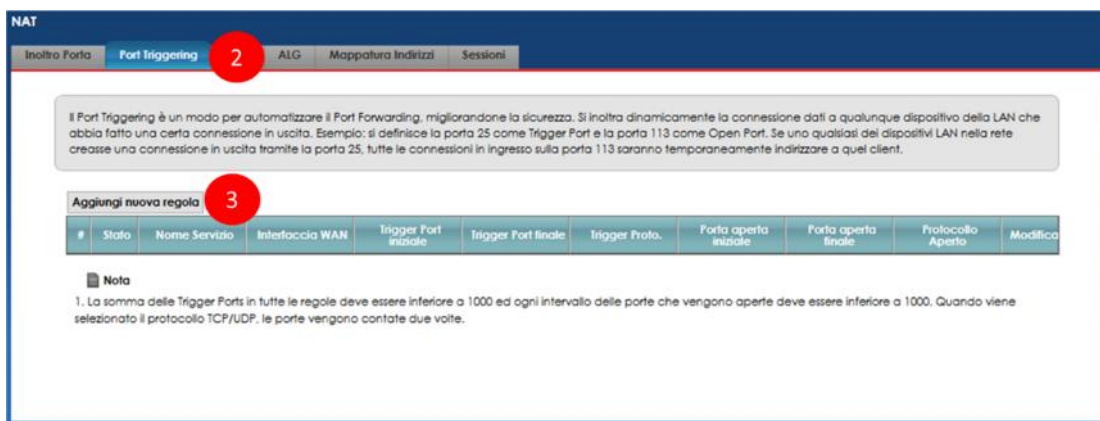 NAT
Inoltro Porta Port Triggering 2 ALG Mappatura Indirizzi Sessioni
Il Port Triggering è un modo per automatizzare il Port Forwarding, migliorandone la sicurezza. Si inoltra dinamicamente la connessione dati a qualunque dispositivo della LAN che
abbia fatto una certa connessione in uscita. Esempio: si definisce la porta 25 come Trigger Port e la porta 113 come Open Port. Se uno qualsiasi dei dispositivi LAN nella rete
creasse una connessione in uscita tramite la porta 25, tutte le connessioni in ingresso sulla porta 113 saranno temporaneamente indirizzare a quel client.
Aggiungi nuova regola 3
# Stato Nome Servizio Interfaccia WAN Trigger Port iniziale Trigger Port finale Trigger Proto. Porta aperta iniziale Porta aperta finale Protocollo Aperto Modifica
Nota
1. La somma delle Trigger Ports in tutte le regole deve essere inferiore a 1000 ed ogni intervallo delle porte che vengono aperte deve essere inferiore a 1000. Quando viene
selezionato il protocollo TCP/UDP, le porte vengono contate due volte.